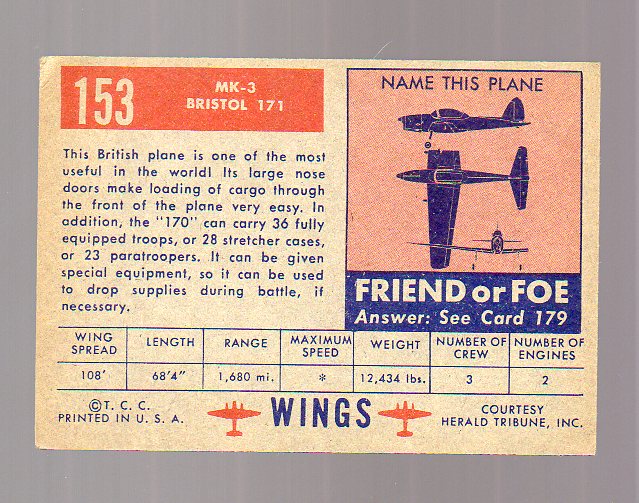 153
MK-3
BRISTOL 171
This British plane is one of the most
useful in the world! Its large nose
doors make loading of cargo through
the front of the plane very easy. In
addition, the "170" can carry 36 fully
equipped troops, or 28 stretcher cases,
or 23 paratroopers. It can be given
special equipment, so it can be used
to drop supplies during battle, if
necessary.
NAME THIS PLANE
FRIEND or FOE
Answer: See Card 179
WING SPREAD LENGTH RANGE MAXIMUM SPEED WEIGHT NUMBER OF CREW NUMBER OF ENGINES
108' 68'4" 1,680 mi. * 12,434 lbs. 3 2
©T. C. C.
PRINTED IN U. S. A.
WINGS
COURTESY
HERALD TRIBUNE, INC.